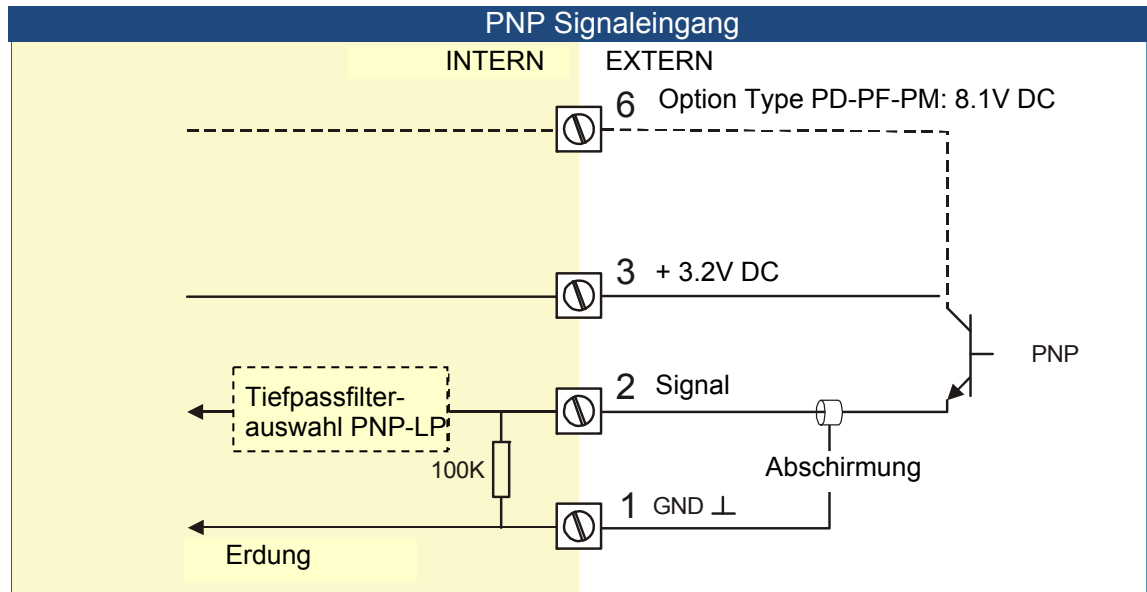 PNP Signaleingang
INTERN
EXTERN
6 Option Type PD-PF-PM: 8.1V DC
3 + 3.2V DC
PNP
2 Signal
Tiefpassfilter-
auswahl PNP-LP
100K
Abschirmung
1 GND ⊥
Erdung